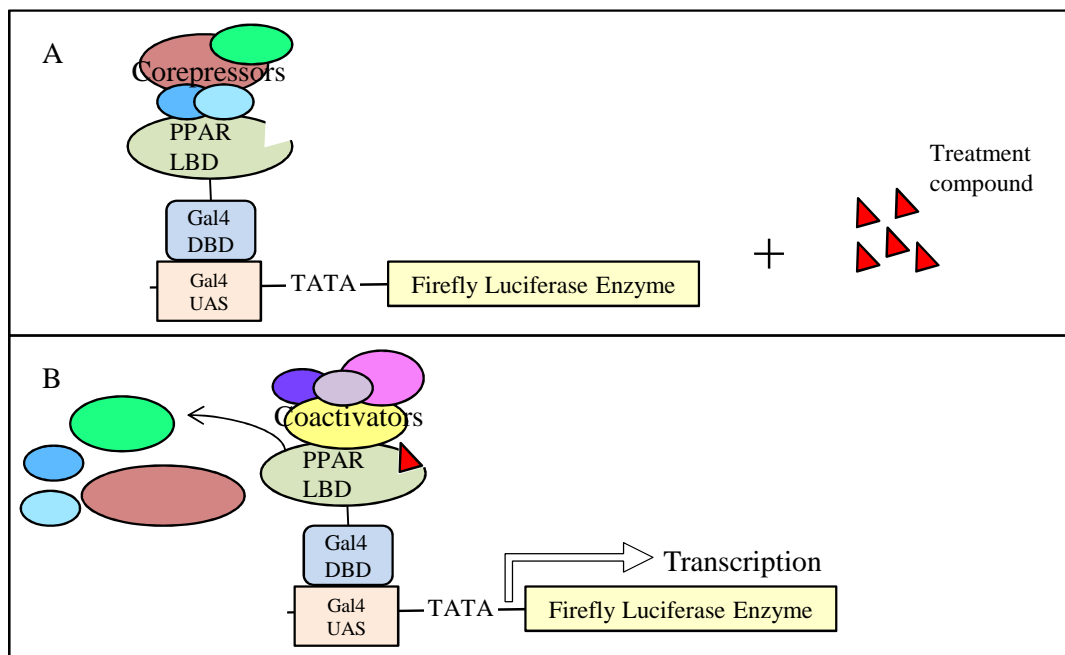 A
Corepressors
PPAR
LBD
Treatment
compound
Gal4
DBD
Gal4
UAS
TATA
Firefly Luciferase Enzyme
+
B
Coactivators
PPAR
LBD
Gal4
DBD
Transcription
Gal4
UAS
TATA
Firefly Luciferase Enzyme